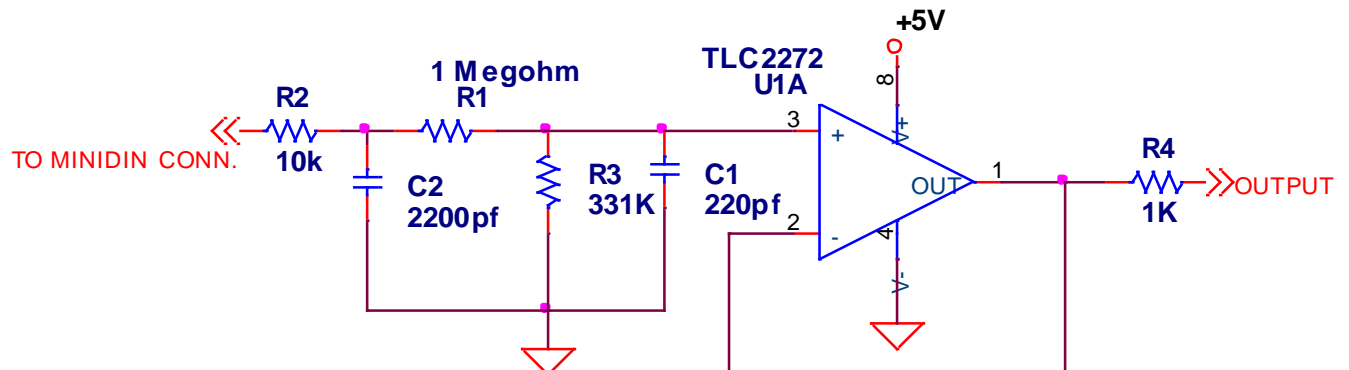 +5V
TLC2272
U1A
8
V+
1 Megohm
R1
R2
3
+
TO MINIDIN CONN.
10k
R3
331K
C1
220pf
C2
2200pf
OUT
1
R4
1K
OUTPUT
2
-
4
V-